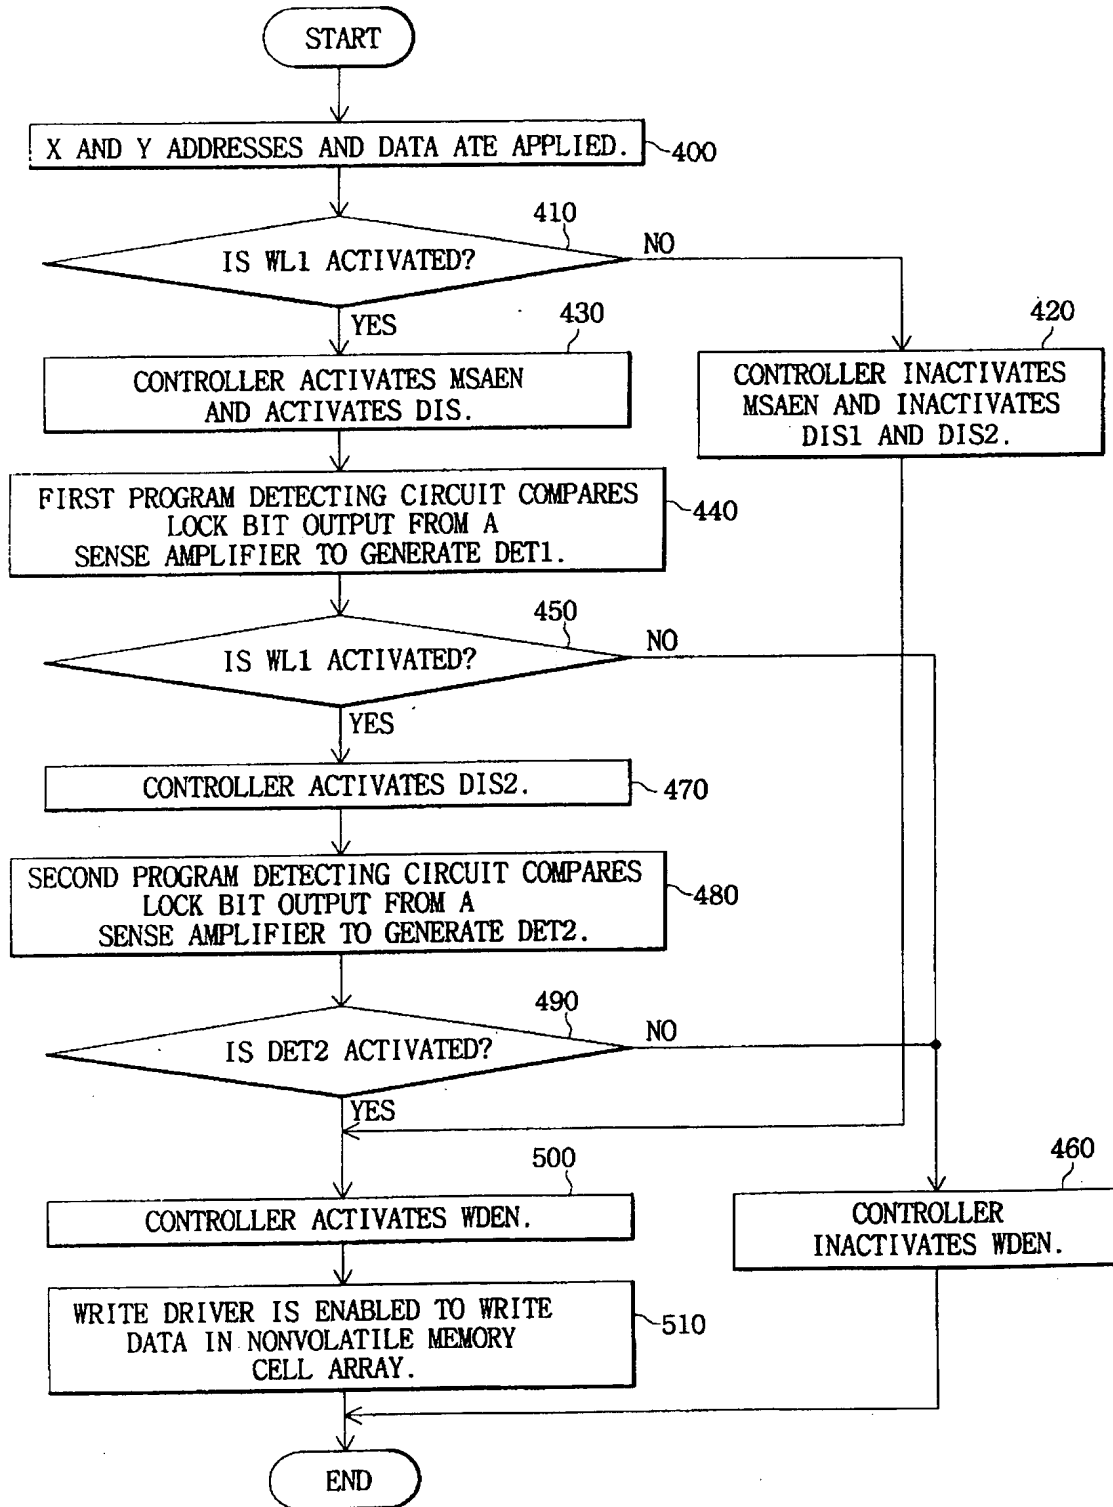 START
X AND Y ADDRESSES AND DATA ATE APPLIED.
400
410
IS WL1 ACTIVATED?
NO
YES
430
CONTROLLER ACTIVATES MSAEN
AND ACTIVATES DIS.
420
CONTROLLER INACTIVATES
MSAEN AND INACTIVATES
DIS1 AND DIS2.
FIRST PROGRAM DETECTING CIRCUIT COMPARES
LOCK BIT OUTPUT FROM A
SENSE AMPLIFIER TO GENERATE DET1.
440
450
IS WL1 ACTIVATED?
NO
YES
CONTROLLER ACTIVATES DIS2.
470
SECOND PROGRAM DETECTING CIRCUIT COMPARES
LOCK BIT OUTPUT FROM A
SENSE AMPLIFIER TO GENERATE DET2.
480
490
IS DET2 ACTIVATED?
NO
YES
500
CONTROLLER ACTIVATES WDEN.
460
CONTROLLER
INACTIVATES WDEN.
WRITE DRIVER IS ENABLED TO WRITE
DATA IN NONVOLATILE MEMORY
CELL ARRAY.
510
END